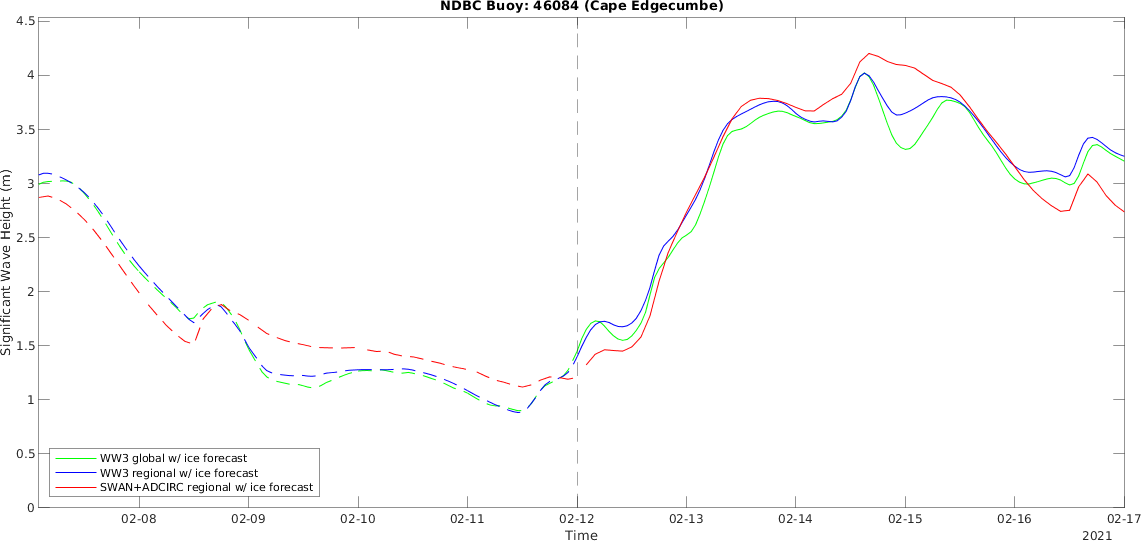 NDBC Buoy: 46084 (Cape Edgecumbe)
4.5
4
3.5
3
2.5
2
1.5
1
0.5
0
Significant Wave Height (m)
WW3 global w/ ice forecast
WW3 regional w/ ice forecast
SWAN+ADCIRC regional w/ ice forecast
02-08 02-09 02-10 02-11 02-12 02-13 02-14 02-15 02-16 02-17
Time
2021